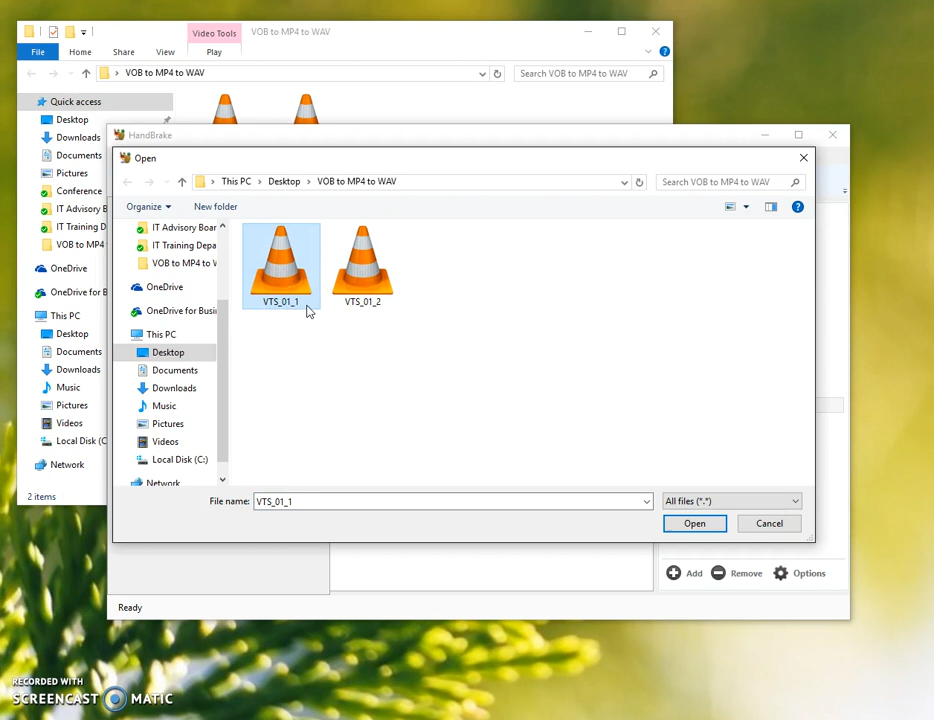 Video Tools
VOB to MP4 to WAV
File
Home
Share
View
Play
VOB to MP4 to WAV
Search VOB to MP4 to WAV
Quick access
Desktop
Downloads
Documents
Pictures
Conference
IT Advisory B
IT Training D
VOB to MP4
OneDrive
OneDrive for B
This PC
Desktop
Documents
Downloads
Music
Pictures
Videos
Local Disk (C
Network
2 items
HandBrake
Open
This PC > Desktop > VOB to MP4 to WAV
Search VOB to MP4 to WAV
Organize
New folder
IT Advisory Boar
IT Training Depa
VOB to MP4 to W
OneDrive
OneDrive for Busi
This PC
Desktop
Documents
Downloads
Music
Pictures
Videos
Local Disk (C:)
Network
VTS_01_1
VTS_01_2
File name:
VTS_01_1
All files (*.*)
Open
Cancel
Add
Remove
Options
Ready
RECORDED WITH
SCREENCAST MATIC